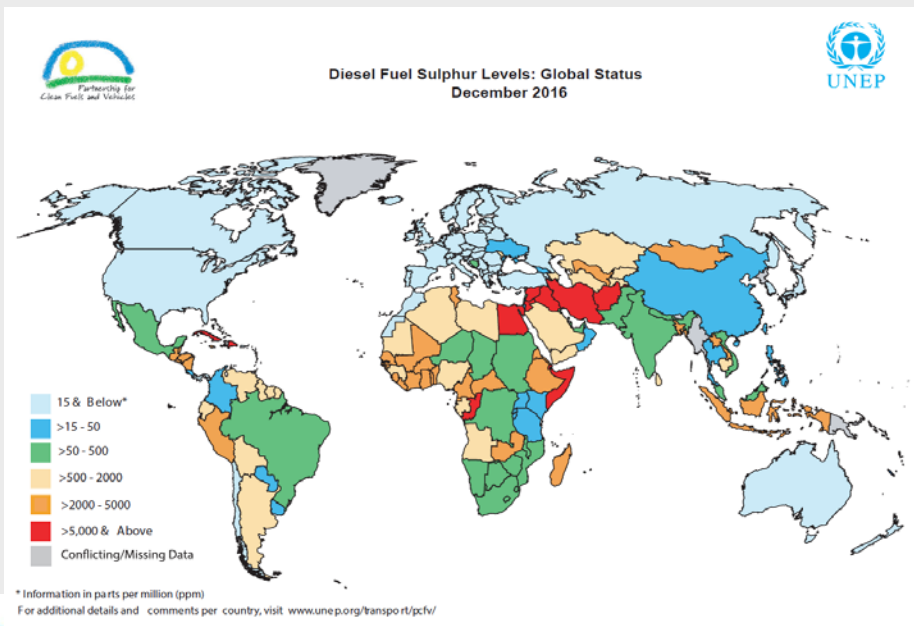 Partnership for
Clean Fuels and Vehicles
Diesel Fuel Sulphur Levels: Global Status
December 2016
UNEP
15 & Below*
>15 - 50
>50 - 500
>500 - 2000
>2000 - 5000
>5,000 & Above
Conflicting/Missing Data
* Information in parts per million (ppm)
For additional details and comments per country, visit www.unep.org/transport/pcfv/